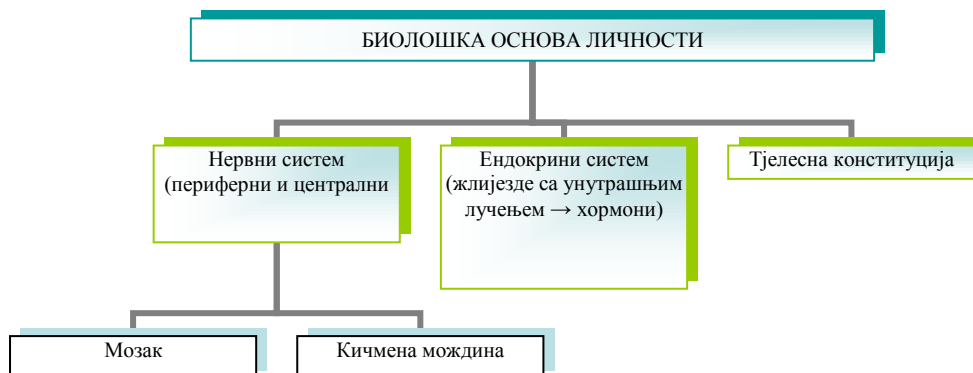 БИОЛОШКА ОСНОВА ЛИЧНОСТИ
Нервни систем
(периферни и централни
Ендокрини систем
(жлијезде са унутрашњим
лучењем → хормони)
Тјелесна конституција
Мозак
Кичмена мождина